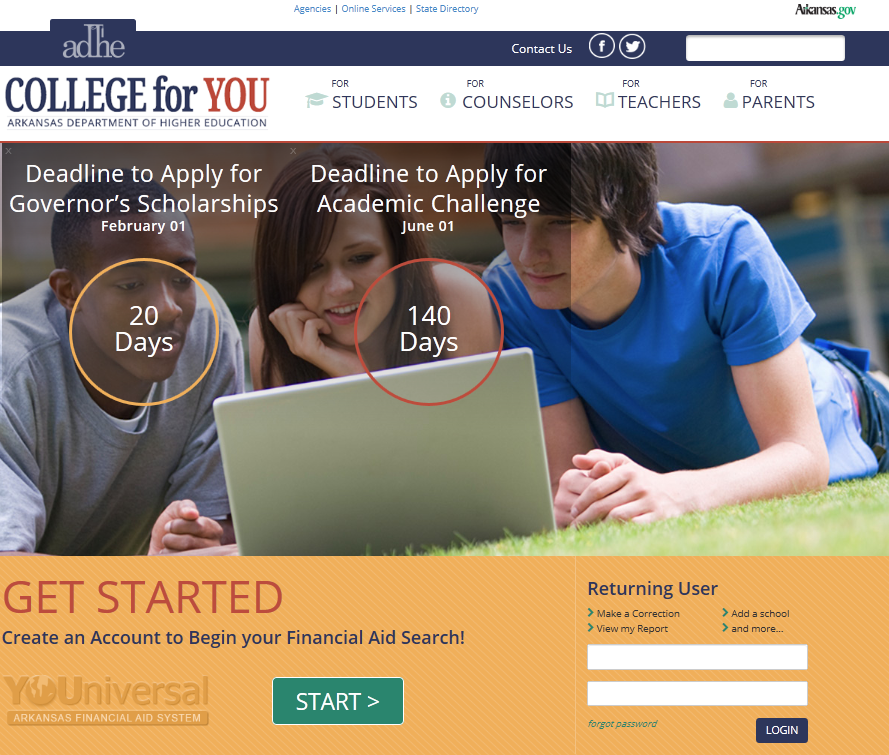 Agencies | Online Services | State Directory
Arkansas.gov
adhe
Contact Us
COLLEGE for YOU
ARKANSAS DEPARTMENT OF HIGHER EDUCATION
FOR
STUDENTS
FOR
COUNSELORS
FOR
TEACHERS
FOR
PARENTS
Deadline to Apply for
Governor's Scholarships
February 01
20
Days
Deadline to Apply for
Academic Challenge
June 01
140
Days
GET STARTED
Create an Account to Begin your Financial Aid Search!
YOUniversal
ARKANSAS FINANCIAL AID SYSTEM
START >
Returning User
Make a Correction
Add a school
View my Report
and more...
forgot password
LOGIN